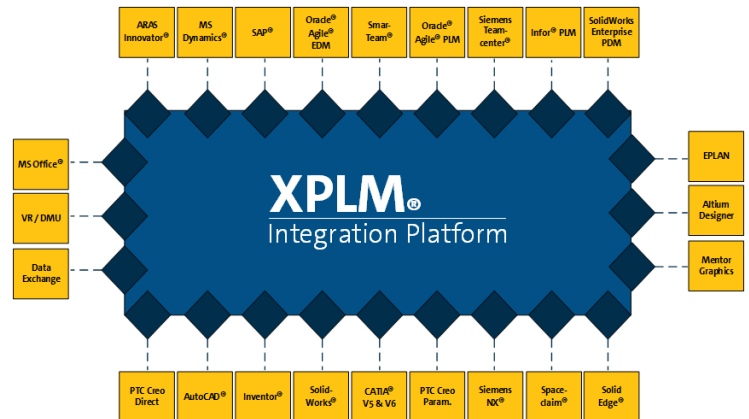 ARAS
Innovator®
MS
Dynamics®
SAP®
Oracle®
Agile®
EDM
Smar-
Team®
Oracle®
Agile® PLM
Siemens
Team-
center®
Infor® PLM
SolidWorks
Enterprise
PDM
MS Office®
VR / DMU
Data
Exchange
XPLM®
Integration Platform
EPLAN
Altium
Designer
Mentor
Graphics
PTC Creo
Direct
AutoCAD®
Inventor®
Solid-
Works®
CATIA®
V5 & V6
PTC Creo
Param.
Siemens
NX®
Space-
claim®
Solid
Edge®